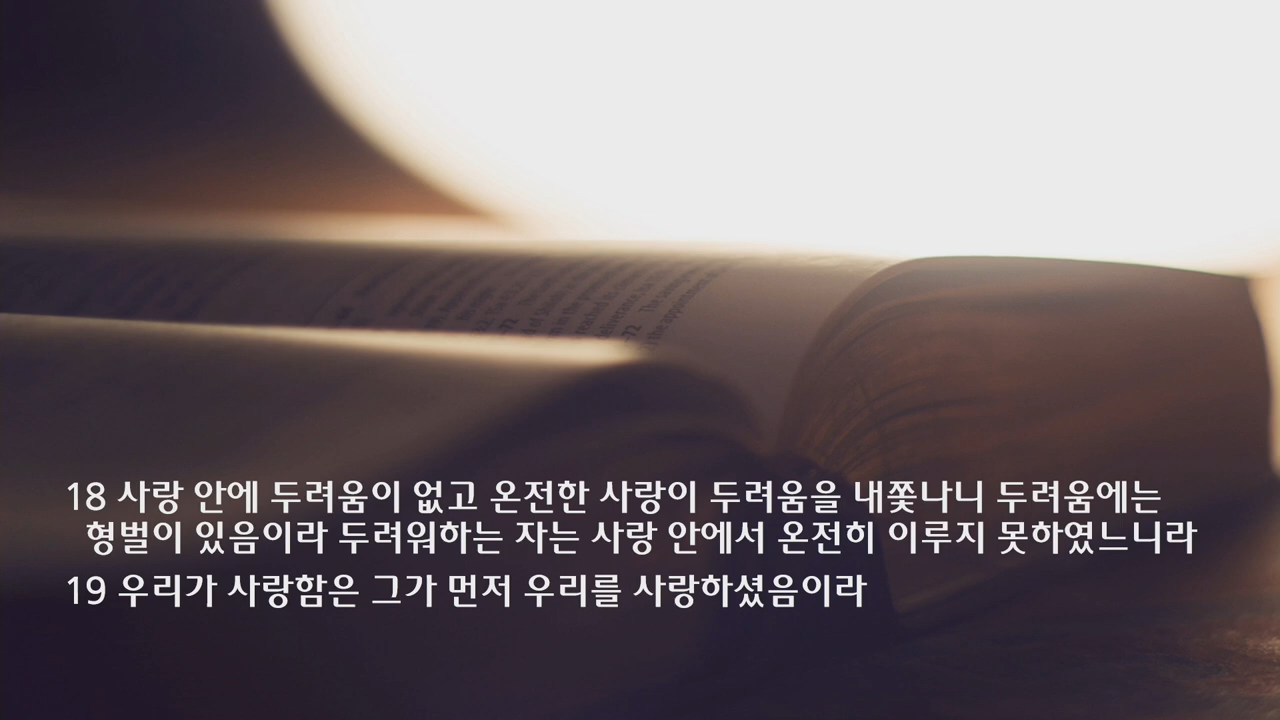 18 사랑 안에 두려움이 없고 온전한 사랑이 두려움을 내쫓나니 두려움에는
형벌이 있음이라 두려워하는 자는 사랑 안에서 온전히 이루지 못하였느니라
19 우리가 사랑함은 그가 먼저 우리를 사랑하셨음이라